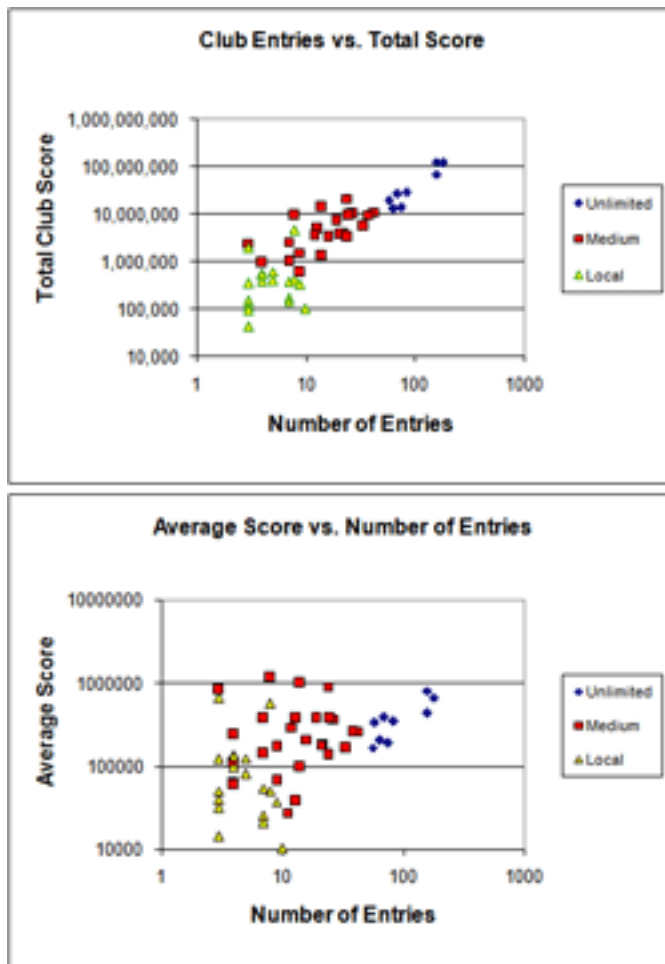 Club Entries vs. Total Score
1,000,000,000
100,000,000
10,000,000
1,000,000
100,000
10,000
Total Club Score
1 10 100 1000
Number of Entries
Unlimited
Medium
Local
Average Score vs. Number of Entries
10000000
1000000
100000
10000
Average Score
1 10 100 1000
Number of Entries
Unlimited
Medium
Local